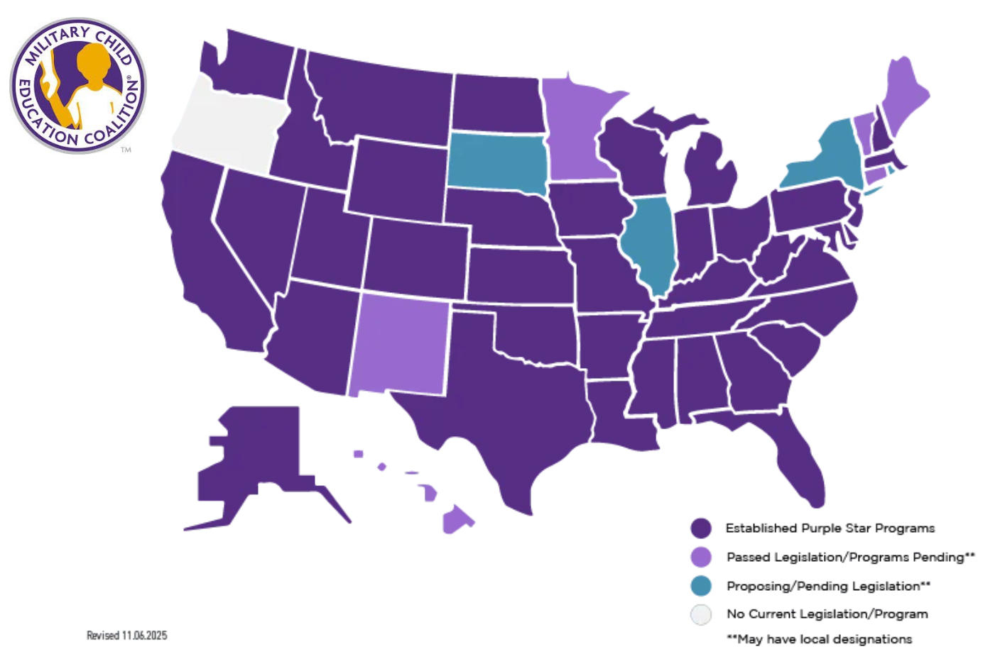 MILITARY CHILD
EDUCATION COALITION®
TM
Established Purple Star Programs
Passed Legislation/Programs Pending**
Proposing/Pending Legislation**
No Current Legislation/Program
**May have local designations
Revised 11.06.2025